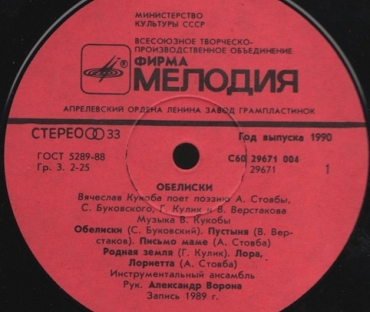 МИНИСТЕРСТВО
КУЛЬТУРЫ СССР
ВСЕСОЮЗНОЕ ТВОРЧЕСКО-
ПРОИЗВОДСТВЕННОЕ ОБЪЕДИНЕНИЕ
ФИРМА
МЕЛОДИЯ
АПРЕЛЕВСКИЙ ОРДЕНА ЛЕНИНА ЗАВОД ГРАМПЛАСТИНОК
СТЕРЕО 33
Год выпуска 1990
ГОСТ 5289-88
С60 29671 004
Гр. 3. 2-25
29671
1
ОБЕЛИСКИ
Вячеслав Кукоба поет поэзию А. Стовбы,
С. Буковского, Г. Кулик и В. Верстакова
Музыка В. Кукобы
Обелиски (С. Буковский). Пустыня (В. Верс-
таков). Письмо маме (А. Стовба)
Родная земля (Г. Кулик). Лора,
Лориетта (А. Стовба)
Инструментальный ансамбль
Рук. Александр Ворона
Запись 1989 г.